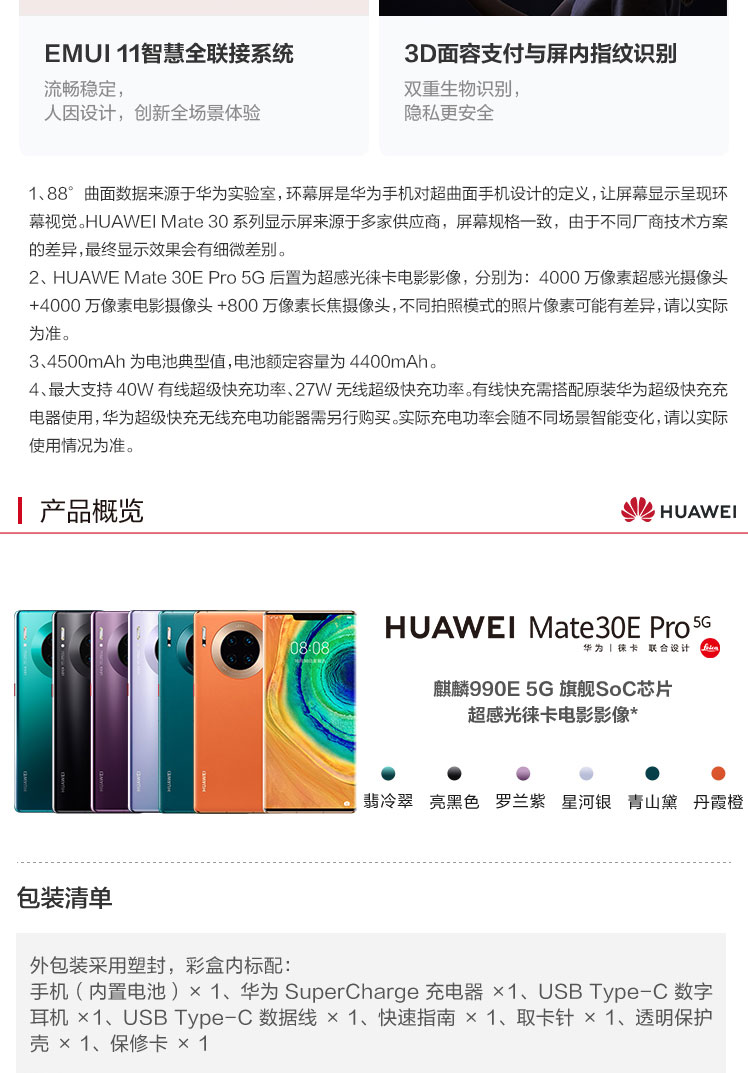 EMUI 11智慧全联接系统
流畅稳定，
人因设计，创新全场景体验
3D面容支付与屏内指纹识别
双重生物识别，
隐私更安全
1、88°曲面数据来源于华为实验室，环幕屏是华为手机对超曲面手机设计的定义，让屏幕显示呈现环
幕视觉。HUAWEI Mate 30 系列显示屏来源于多家供应商，屏幕规格一致，由于不同厂商技术方案
的差异，最终显示效果会有细微差别。
2、HUAWE Mate 30E Pro 5G 后置为超感光徕卡电影影像，分别为：4000 万像素超感光摄像头
+4000 万像素电影摄像头 +800 万像素长焦摄像头，不同拍照模式的照片像素可能有差异，请以实际
为准。
3、4500mAh 为电池典型值，电池额定容量为 4400mAh。
4、最大支持 40W 有线超级快充功率、27W 无线超级快充功率。有线快充需搭配原装华为超级快充充
电器使用，华为超级快充无线充电功能器需另行购买。实际充电功率会随不同场景智能变化，请以实际
使用情况为准。
产品概览
HUAWEI
08:08
HUAWEI Mate30E Pro 5G
华为 | 徕卡 联合设计
Leica
麒麟990E 5G 旗舰SoC芯片
超感光徕卡电影影像*
翡冷翠 亮黑色 罗兰紫 星河银 青山黛 丹霞橙
包装清单
外包装采用塑封，彩盒内标配：
手机（内置电池）× 1、华为 SuperCharge 充电器 ×1、USB Type-C 数字
耳机 ×1、USB Type-C 数据线 × 1、快速指南 × 1、取卡针 × 1、透明保护
壳 × 1、保修卡 × 1